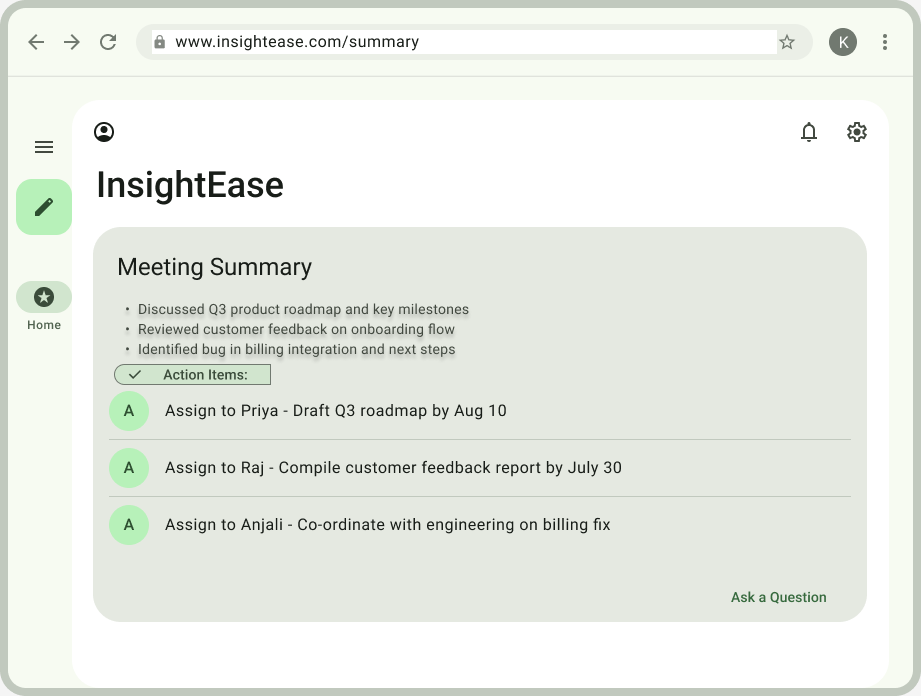 www.insightease.com/summary
K
InsightEase
Home
Meeting Summary
• Discussed Q3 product roadmap and key milestones
• Reviewed customer feedback on onboarding flow
• Identified bug in billing integration and next steps
Action Items:
A Assign to Priya - Draft Q3 roadmap by Aug 10
A Assign to Raj - Compile customer feedback report by July 30
A Assign to Anjali - Co-ordinate with engineering on billing fix
Ask a Question